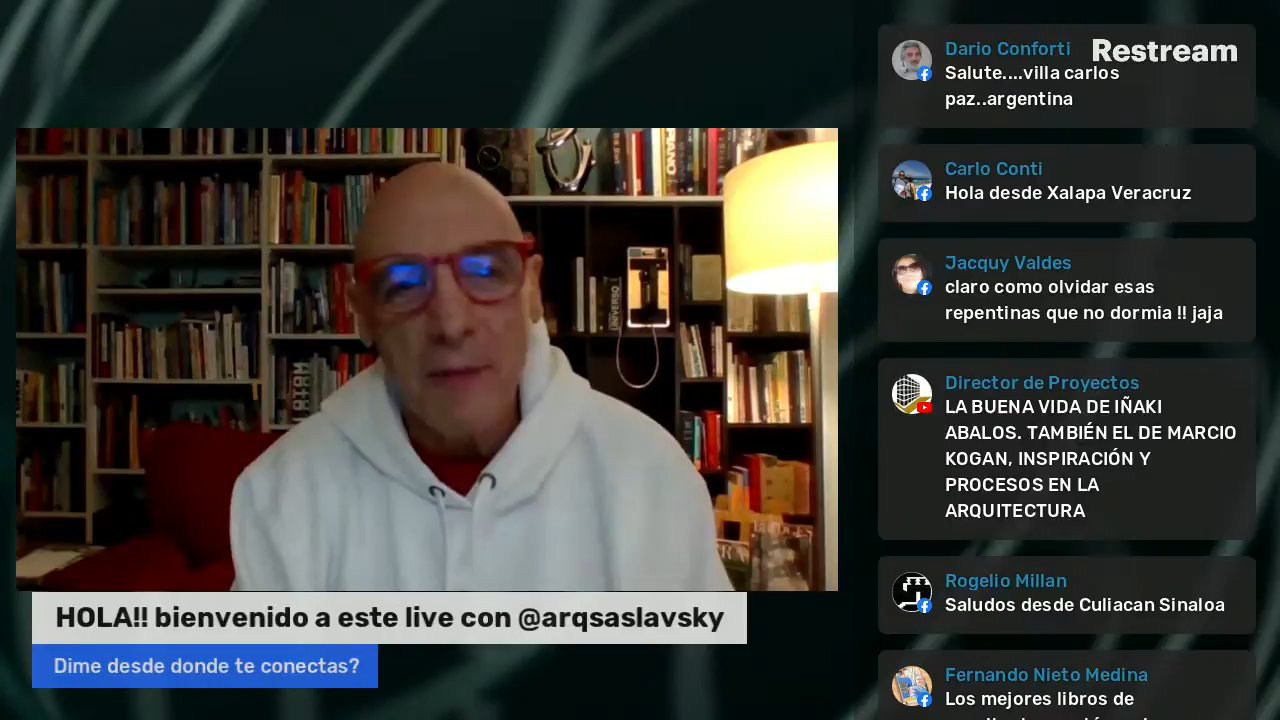 Restream
Dario Conforti
Salute....villa carlos
paz..argentina
Carlo Conti
Hola desde Xalapa Veracruz
Jacquy Valdes
claro como olvidar esas
repentinas que no dormia !! jaja
Director de Proyectos
LA BUENA VIDA DE IÑAKI
ABALOS. TAMBIÉN EL DE MARCIO
KOGAN, INSPIRACIÓN Y
PROCESOS EN LA
ARQUITECTURA
Rogelio Millan
Saludos desde Culiacan Sinaloa
Fernando Nieto Medina
Los mejores libros de
UNIVERSO
HOLA!! bienvenido a este live con @arqsaslavsky
Dime desde donde te conectas?